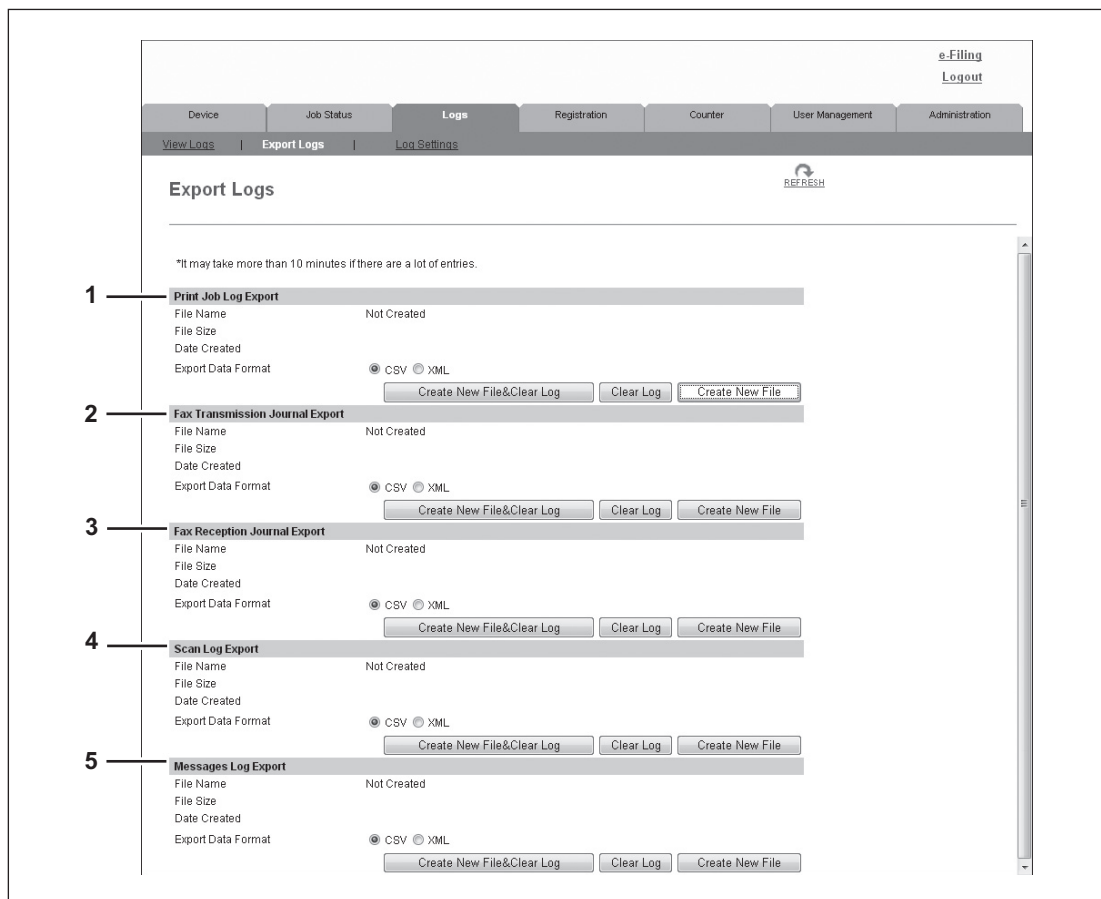 e-Filing
Logout
Device Job Status Logs Registration Counter User Management Administration
View Logs | Export Logs | Log Settings
Export Logs
REFRESH
*It may take more than 10 minutes if there are a lot of entries.
1 Print Job Log Export
File Name Not Created
File Size
Date Created
Export Data Format CSV XML
Create New File&Clear Log Clear Log Create New File
2 Fax Transmission Journal Export
File Name Not Created
File Size
Date Created
Export Data Format CSV XML
Create New File&Clear Log Clear Log Create New File
3 Fax Reception Journal Export
File Name Not Created
File Size
Date Created
Export Data Format CSV XML
Create New File&Clear Log Clear Log Create New File
4 Scan Log Export
File Name Not Created
File Size
Date Created
Export Data Format CSV XML
Create New File&Clear Log Clear Log Create New File
5 Messages Log Export
File Name Not Created
File Size
Date Created
Export Data Format CSV XML
Create New File&Clear Log Clear Log Create New File